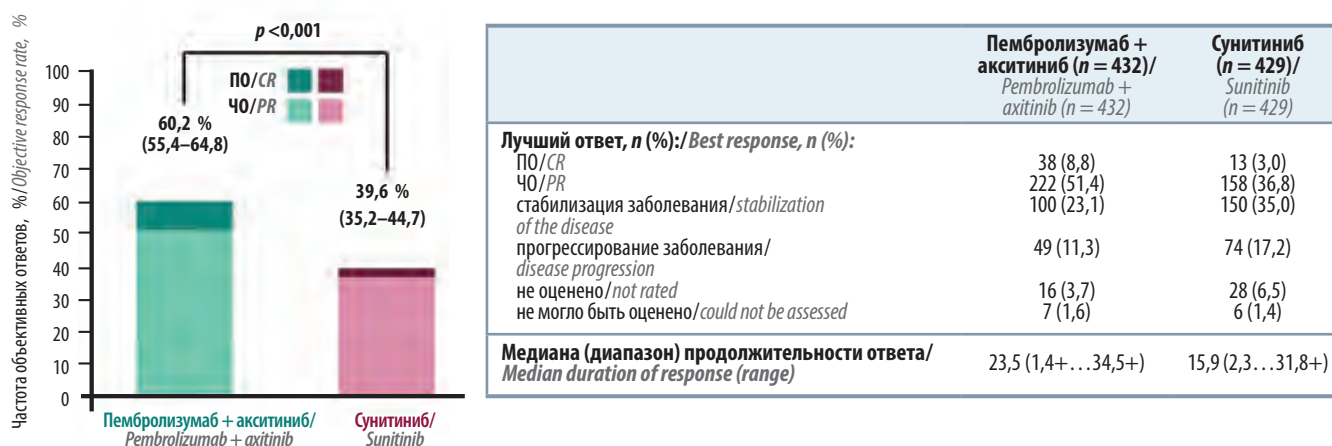 Частота объективных ответов, %/Objective response rate, %
p <0,001
100
90
80
70
60
50
40
30
20
10
0
ПО/CR
ЧО/PR
60,2 %
(55,4–64,8)
39,6 %
(35,2–44,7)
Пембролизумаб + акситиниб/
Pembrolizumab + axitinib
Сунитиниб/
Sunitinib
Пембролизумаб +
акситиниб (n = 432)/
Pembrolizumab +
axitinib (n = 432)
Сунитиниб
(n = 429)/
Sunitinib
(n = 429)
Лучший ответ, n (%):/Best response, n (%):
ПО/CR 38 (8,8) 13 (3,0)
ЧО/PR 222 (51,4) 158 (36,8)
стабилизация заболевания/stabilization 100 (23,1) 150 (35,0)
of the disease
прогрессирование заболевания/ 49 (11,3) 74 (17,2)
disease progression
не оценено/not rated 16 (3,7) 28 (6,5)
не могло быть оценено/could not be assessed 7 (1,6) 6 (1,4)
Медиана (диапазон) продолжительности ответа/
Median duration of response (range)
23,5 (1,4+…34,5+) 15,9 (2,3…31,8+)